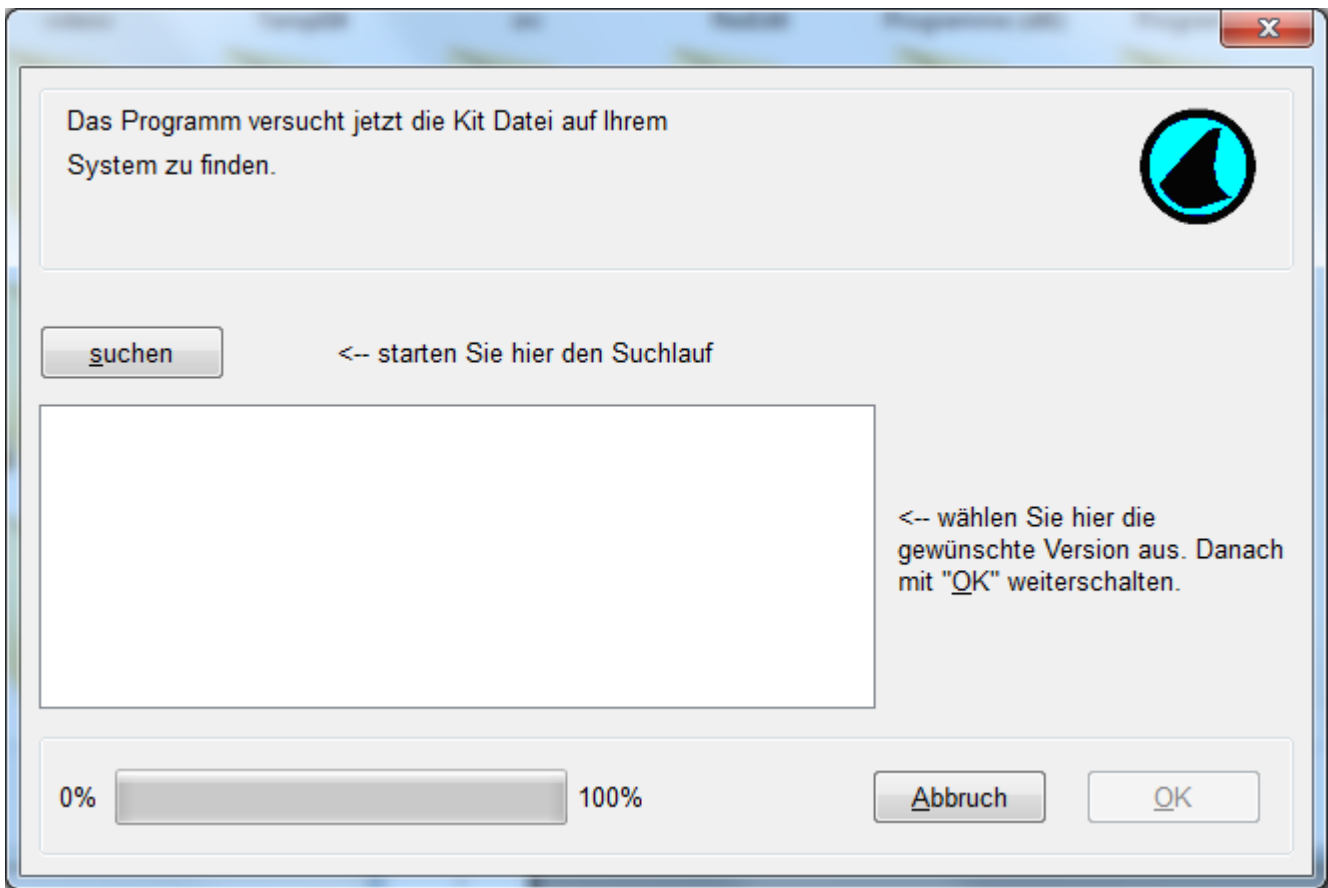 Das Programm versucht jetzt die Kit Datei auf Ihrem
System zu finden.
suchen
<-- starten Sie hier den Suchlauf
<-- wählen Sie hier die
gewünschte Version aus. Danach
mit "OK" weiterschalten.
0%
100%
Abbruch
OK